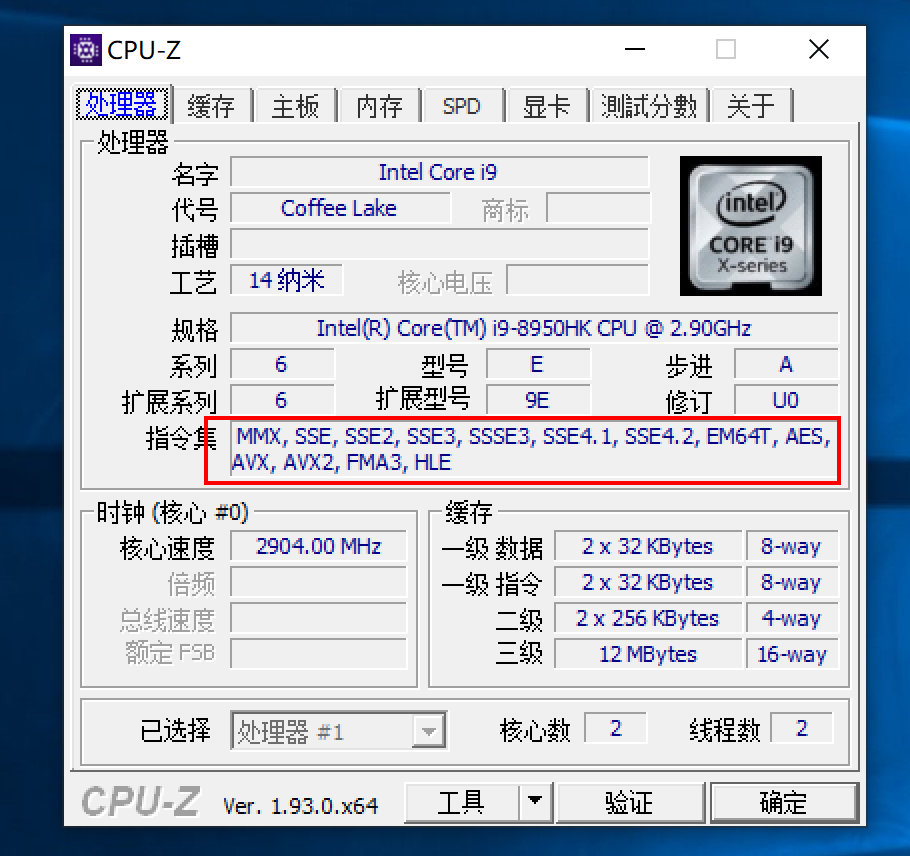 CPU-Z
处理器 缓存 主板 内存 SPD 显卡 測試分數 关于
处理器
名字 Intel Core i9
代号 Coffee Lake 商标
插槽
工艺 14 纳米 核心电压
intel
CORE i9
X-series
规格 Intel(R) Core(TM) i9-8950HK CPU @ 2.90GHz
系列 6 型号 E 步进 A
扩展系列 6 扩展型号 9E 修订 U0
指令集 MMX, SSE, SSE2, SSE3, SSSE3, SSE4.1, SSE4.2, EM64T, AES,
AVX, AVX2, FMA3, HLE
时钟 (核心 #0)
核心速度 2904.00 MHz
倍频
总线速度
额定 FSB
缓存
一级 数据 2 x 32 KBytes 8-way
一级 指令 2 x 32 KBytes 8-way
二级 2 x 256 KBytes 4-way
三级 12 MBytes 16-way
已选择 处理器 #1 核心数 2 线程数 2
CPU-Z Ver. 1.93.0.x64 工具 验证 确定